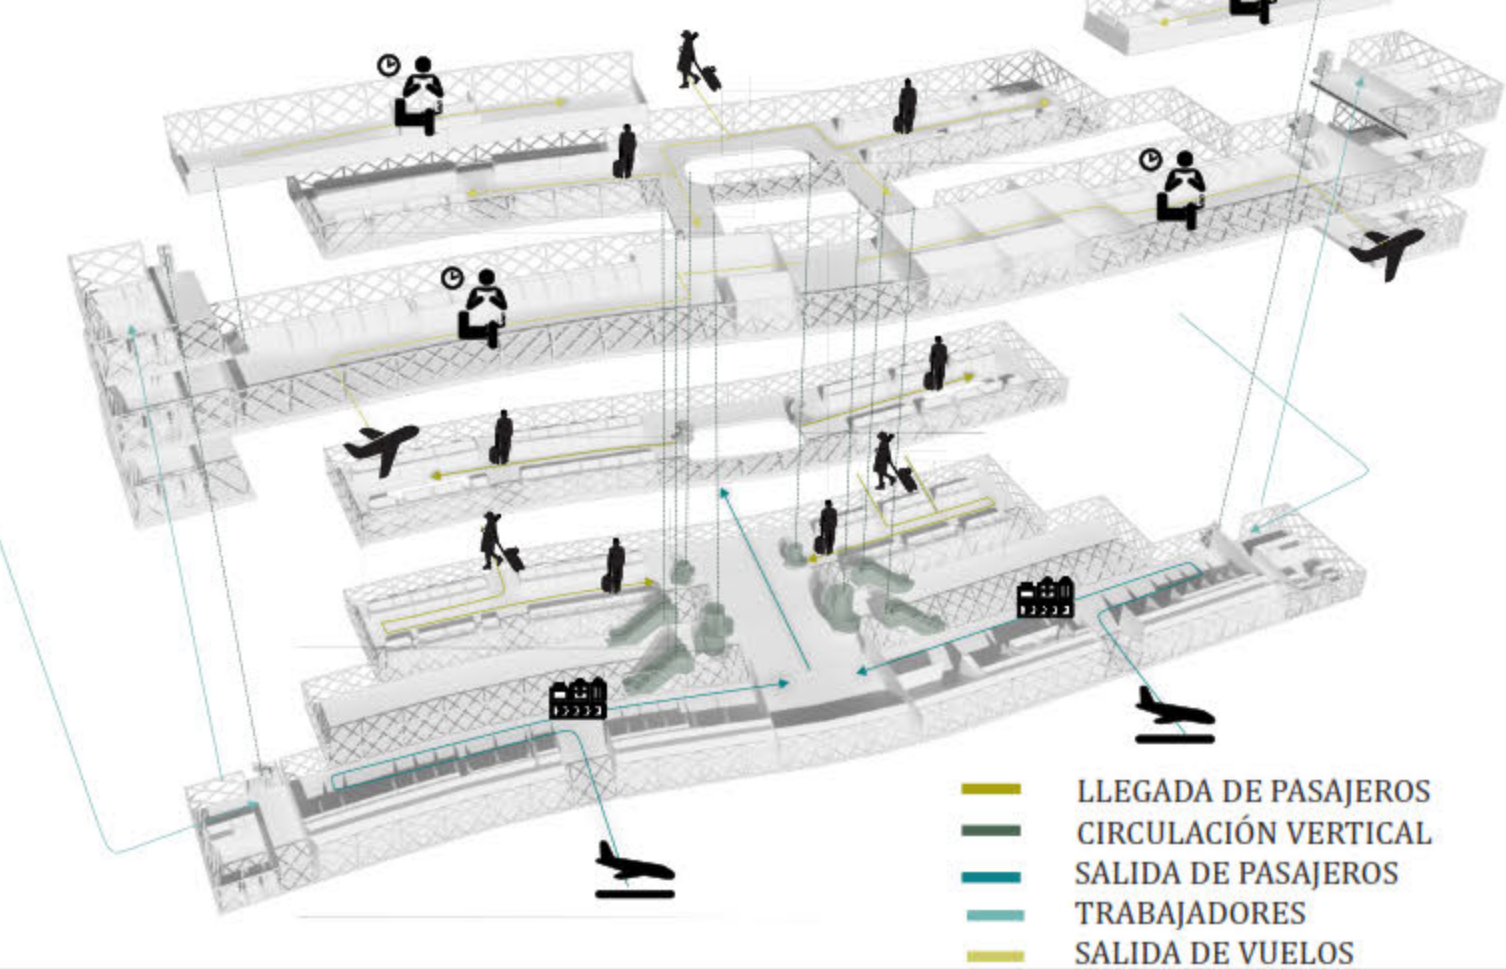 LLEGADA DE PASAJEROS
CIRCULACIÓN VERTICAL
SALIDA DE PASAJEROS
TRABAJADORES
SALIDA DE VUELOS